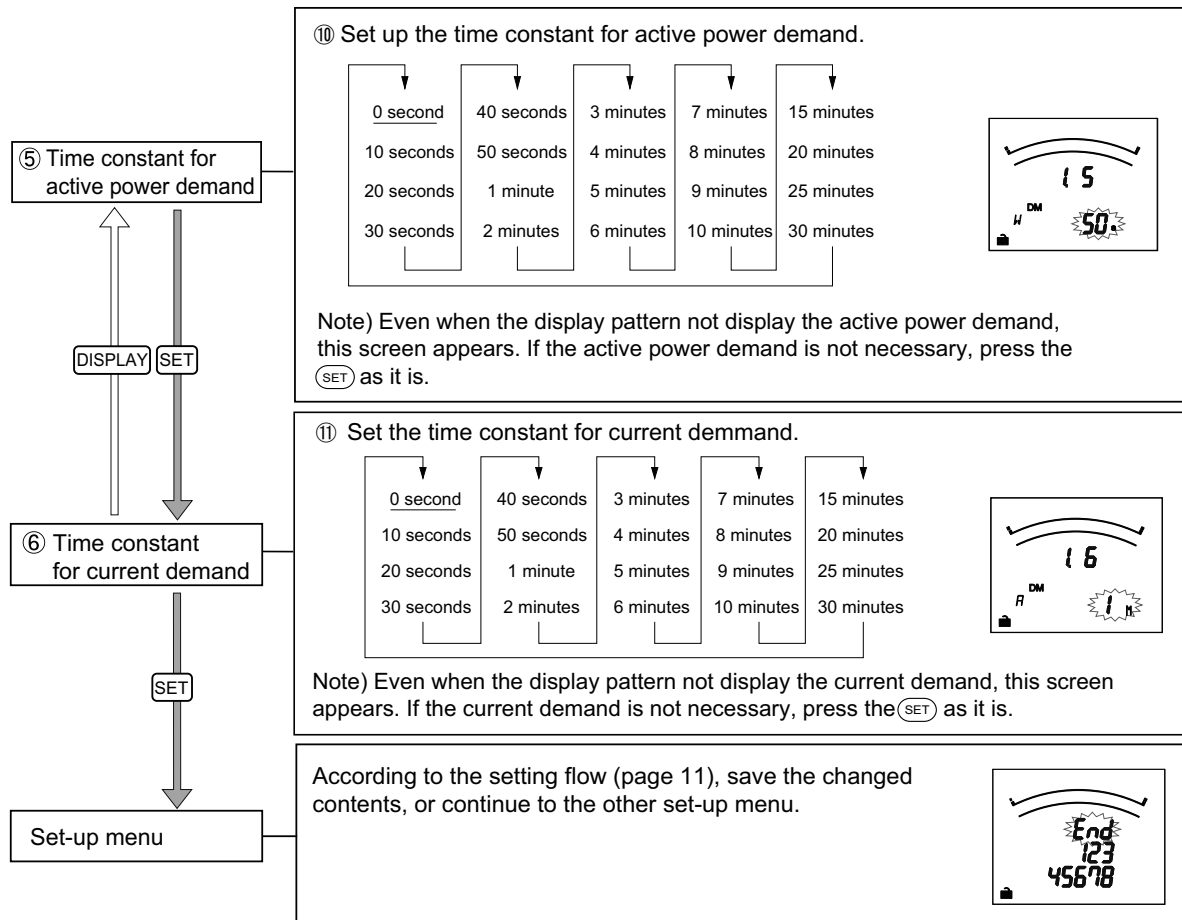 ⑩ Set up the time constant for active power demand.
0 second 40 seconds 3 minutes 7 minutes 15 minutes
10 seconds 50 seconds 4 minutes 8 minutes 20 minutes
20 seconds 1 minute 5 minutes 9 minutes 25 minutes
30 seconds 2 minutes 6 minutes 10 minutes 30 minutes
1.5
W DM 50.
Note) Even when the display pattern not display the active power demand,
this screen appears. If the active power demand is not necessary, press the
SET as it is.
⑤ Time constant for
active power demand
DISPLAY SET
⑪ Set the time constant for current demmand.
0 second 40 seconds 3 minutes 7 minutes 15 minutes
10 seconds 50 seconds 4 minutes 8 minutes 20 minutes
20 seconds 1 minute 5 minutes 9 minutes 25 minutes
30 seconds 2 minutes 6 minutes 10 minutes 30 minutes
1.6
A DM 1 M
Note) Even when the display pattern not display the current demand, this screen
appears. If the current demand is not necessary, press the SET as it is.
⑥ Time constant
for current demand
SET
According to the setting flow (page 11), save the changed
contents, or continue to the other set-up menu.
End
123
45678
Set-up menu